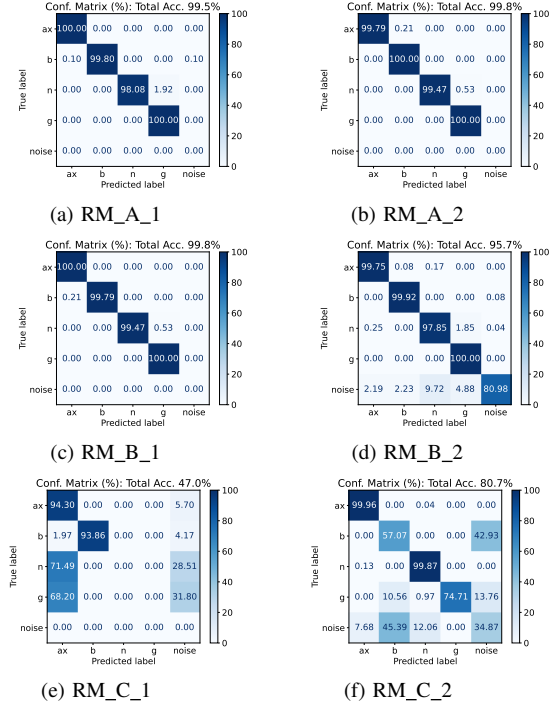 Conf. Matrix (%): Total Acc. 99.5%
ax 100.00 0.00 0.00 0.00 0.00
b 0.10 99.80 0.00 0.00 0.10
n 0.00 0.00 98.08 1.92 0.00
g 0.00 0.00 0.00 100.00 0.00
noise 0.00 0.00 0.00 0.00 0.00
ax b n g noise
Predicted label
True label
100
80
60
40
20
0
(a) RM_A_1
Conf. Matrix (%): Total Acc. 99.8%
ax 99.79 0.21 0.00 0.00 0.00
b 0.00 100.00 0.00 0.00 0.00
n 0.00 0.00 99.47 0.53 0.00
g 0.00 0.00 0.00 100.00 0.00
noise 0.00 0.00 0.00 0.00 0.00
ax b n g noise
Predicted label
True label
100
80
60
40
20
0
(b) RM_A_2
Conf. Matrix (%): Total Acc. 99.8%
ax 100.00 0.00 0.00 0.00 0.00
b 0.21 99.79 0.00 0.00 0.00
n 0.00 0.00 99.47 0.53 0.00
g 0.00 0.00 0.00 100.00 0.00
noise 0.00 0.00 0.00 0.00 0.00
ax b n g noise
Predicted label
True label
100
80
60
40
20
0
(c) RM_B_1
Conf. Matrix (%): Total Acc. 95.7%
ax 99.75 0.08 0.17 0.00 0.00
b 0.00 99.92 0.00 0.00 0.08
n 0.25 0.00 97.85 1.85 0.04
g 0.00 0.00 0.00 100.00 0.00
noise 2.19 2.23 9.72 4.88 80.98
ax b n g noise
Predicted label
True label
100
80
60
40
20
0
(d) RM_B_2
Conf. Matrix (%): Total Acc. 47.0%
ax 94.30 0.00 0.00 0.00 5.70
b 1.97 93.86 0.00 0.00 4.17
n 71.49 0.00 0.00 0.00 28.51
g 68.20 0.00 0.00 0.00 31.80
noise 0.00 0.00 0.00 0.00 0.00
ax b n g noise
Predicted label
True label
100
80
60
40
20
0
(e) RM_C_1
Conf. Matrix (%): Total Acc. 80.7%
ax 99.96 0.00 0.04 0.00 0.00
b 0.00 57.07 0.00 0.00 42.93
n 0.13 0.00 99.87 0.00 0.00
g 0.00 10.56 0.97 74.71 13.76
noise 7.68 45.39 12.06 0.00 34.87
ax b n g noise
Predicted label
True label
100
80
60
40
20
0
(f) RM_C_2